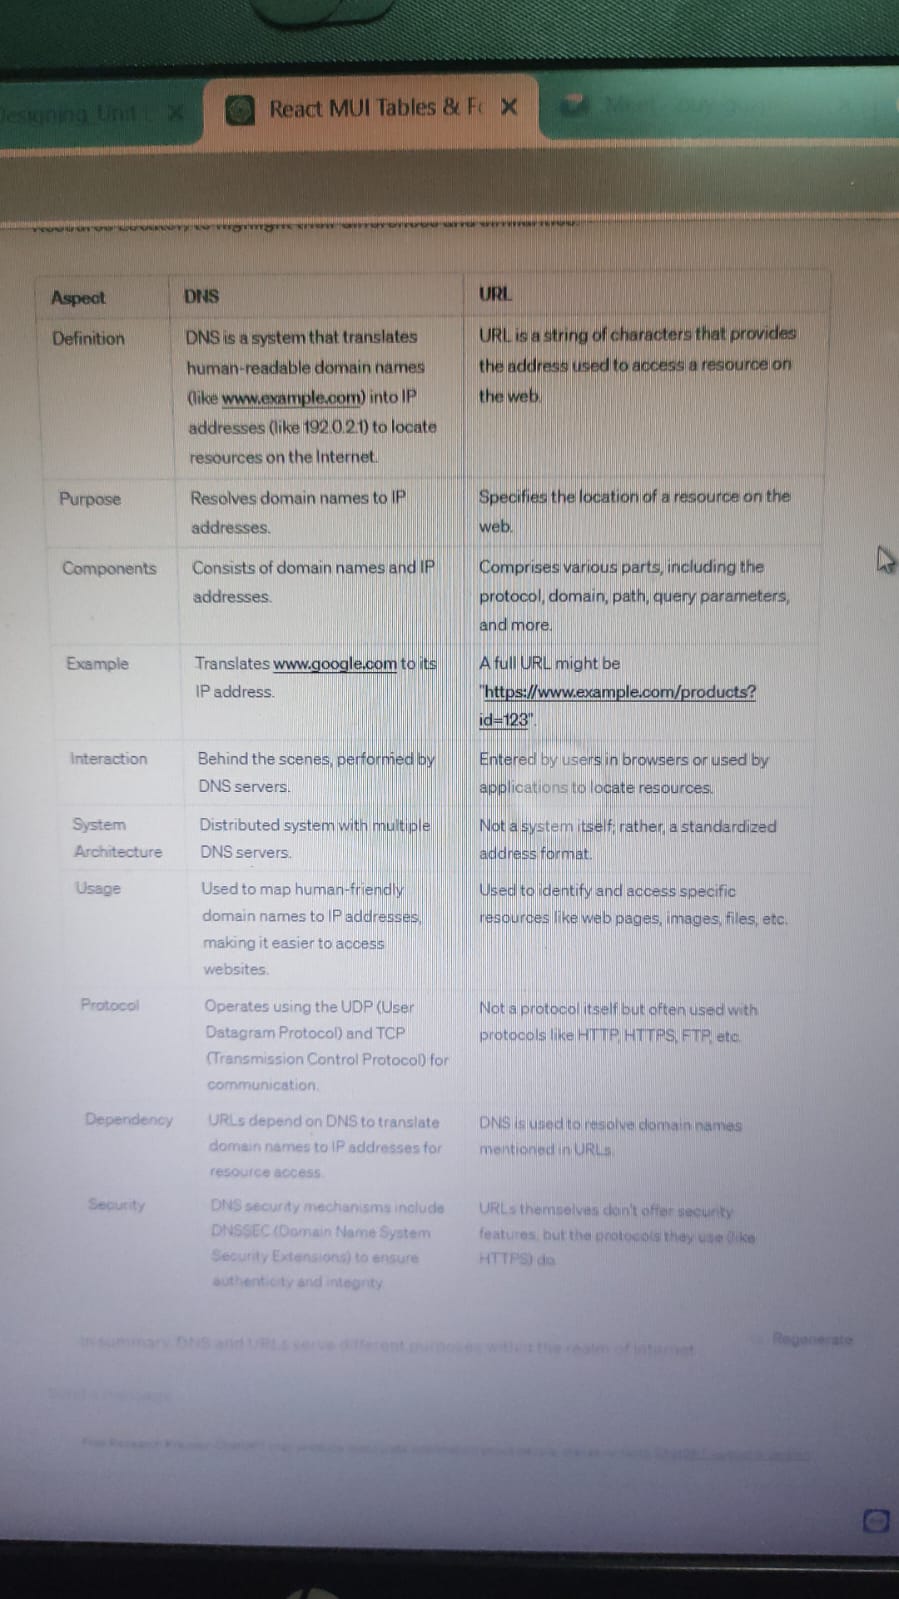 Designing Unit
React MUI Tables & Fo
Aspect DNS URL
Definition DNS is a system that translates URL is a string of characters that provides
human-readable domain names the address used to access a resource on
(like www.example.com) into IP the web.
addresses (like 192.0.2.1) to locate
resources on the Internet.
Purpose Resolves domain names to IP Specifies the location of a resource on the
addresses. web.
Components Consists of domain names and IP Comprises various parts, including the
addresses. protocol, domain, path, query parameters,
and more.
Example Translates www.google.com to its A full URL might be
IP address. "https://www.example.com/products?
id=123".
Interaction Behind the scenes, performed by Entered by users in browsers or used by
DNS servers. applications to locate resources.
System Distributed system with multiple Not a system itself; rather, a standardized
Architecture DNS servers. address format.
Usage Used to map human-friendly Used to identify and access specific
domain names to IP addresses, resources like web pages, images, files, etc.
making it easier to access
websites.
Protocol Operates using the UDP (User Not a protocol itself but often used with
Datagram Protocol) and TCP protocols like HTTP, HTTPS, FTP, etc.
(Transmission Control Protocol) for
communication.
Dependency URLs depend on DNS to translate DNS is used to resolve domain names
domain names to IP addresses for mentioned in URLs.
resource access.
Security DNS security mechanisms include URLs themselves don't offer security
DNSSEC (Domain Name System features, but the protocols they use (like
Security Extensions) to ensure HTTPS) do.
authenticity and integrity.
In summary, DNS and URLs serve different purposes within the realm of internet
Regenerate